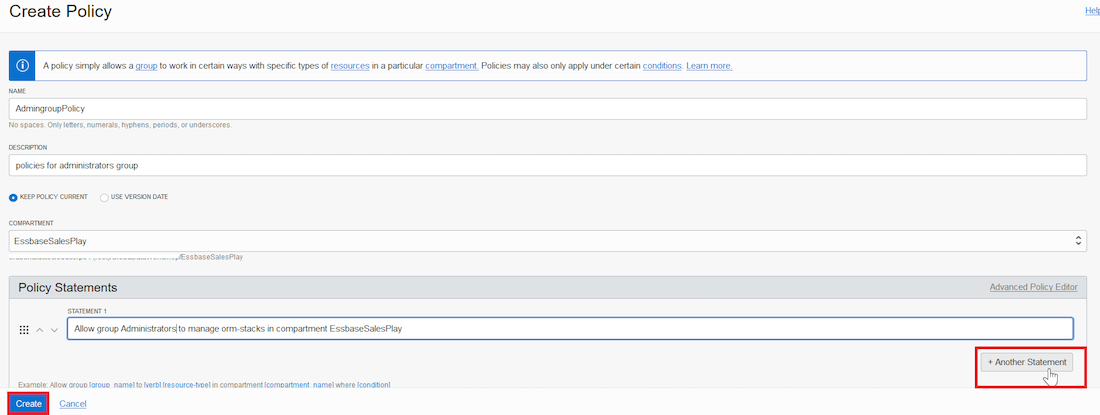 Create Policy
Help
A policy simply allows a group to work in certain ways with specific types of resources in a particular compartment. Policies may also only apply under certain conditions. Learn more.
NAME
AdmingroupPolicy
No spaces. Only letters, numerals, hyphens, periods, or underscores.
DESCRIPTION
policies for administrators group
KEEP POLICY CURRENT
USE VERSION DATE
COMPARTMENT
EssbaseSalesPlay
/EssbaseSalesPlay
Policy Statements
Advanced Policy Editor
STATEMENT 1
Allow group Administrators to manage orm-stacks in compartment EssbaseSalesPlay
+ Another Statement
Example: Allow group [group_name] to [verb] [resource-type] in compartment [compartment_name] where [condition]
Create
Cancel